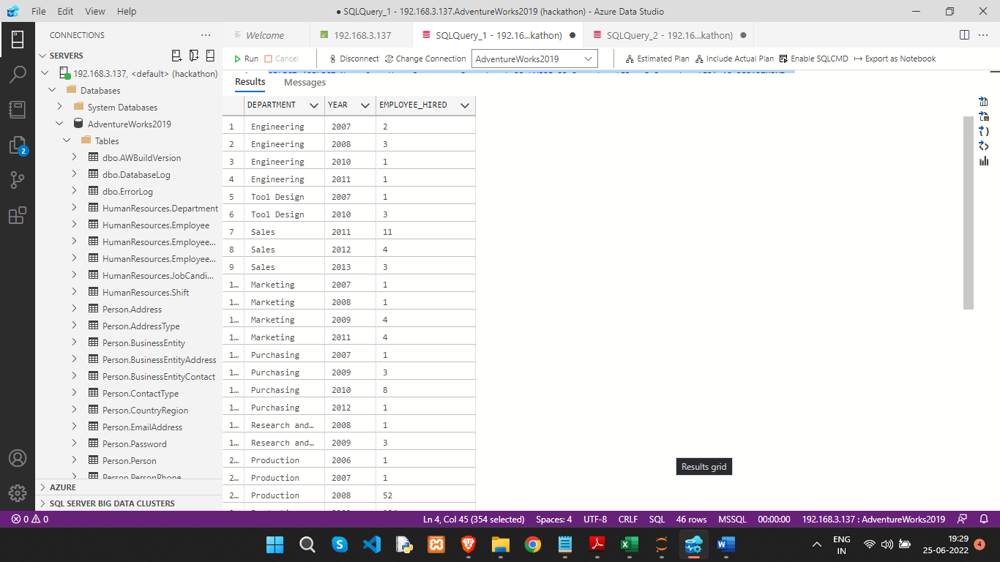 File Edit View Help
● SQLQuery_1 - 192.168.3.137.AdventureWorks2019 (hackathon) - Azure Data Studio
CONNECTIONS
SERVERS
192.168.3.137, <default> (hackathon)
Databases
System Databases
AdventureWorks2019
Tables
dbo.AWBuildVersion
dbo.DatabaseLog
dbo.ErrorLog
HumanResources.Department
HumanResources.Employee
HumanResources.Employee...
HumanResources.Employee...
HumanResources.JobCandi...
HumanResources.Shift
Person.Address
Person.AddressType
Person.BusinessEntity
Person.BusinessEntityAddress
Person.BusinessEntityContact
Person.ContactType
Person.CountryRegion
Person.EmailAddress
Person.Password
Person.Person
Person.PersonPhone
AZURE
SQL SERVER BIG DATA CLUSTERS
2
Welcome
192.168.3.137
SQLQuery_1 - 192.16...kathon) ●
SQLQuery_2 - 192.16...kathon) ●
Run Cancel Disconnect Change Connection AdventureWorks2019 Estimated Plan Include Actual Plan Enable SQLCMD Export as Notebook
Results Messages
DEPARTMENT YEAR EMPLOYEE_HIRED
1 Engineering 2007 2
2 Engineering 2008 3
3 Engineering 2010 1
4 Engineering 2011 1
5 Tool Design 2007 1
6 Tool Design 2010 3
7 Sales 2011 11
8 Sales 2012 4
9 Sales 2013 3
1... Marketing 2007 1
1... Marketing 2008 1
1... Marketing 2009 4
1... Marketing 2011 4
1... Purchasing 2007 1
1... Purchasing 2009 3
1... Purchasing 2010 8
1... Purchasing 2012 1
1... Research and... 2008 1
1... Research and... 2009 3
2... Production 2006 1
2... Production 2007 1
2... Production 2008 52
Results grid
0 0
Ln 4, Col 45 (354 selected) Spaces: 4 UTF-8 CRLF SQL 46 rows MSSQL 00:00:00 192.168.3.137 : AdventureWorks2019
ENG
IN
19:29
25-06-2022
4